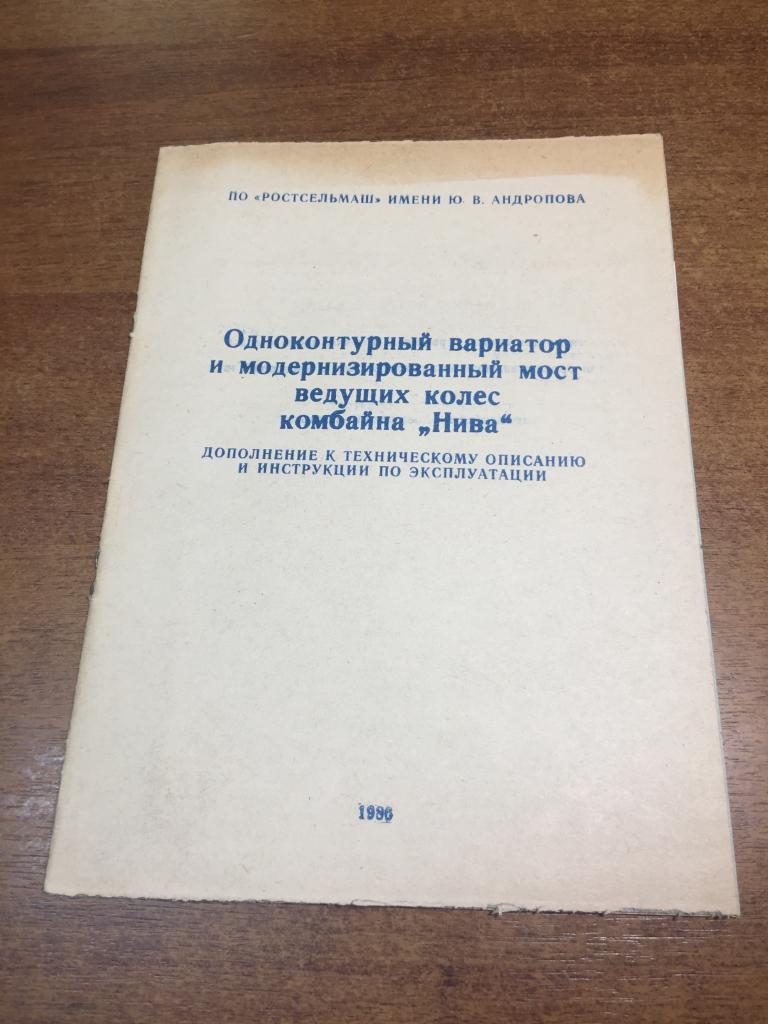 ПО «РОСТСЕЛЬМАШ» ИМЕНИ Ю. В. АНДРОПОВА
Одноконтурный вариатор
и модернизированный мост
ведущих колес
комбайна „Нива“
ДОПОЛНЕНИЕ К ТЕХНИЧЕСКОМУ ОПИСАНИЮ
И ИНСТРУКЦИИ ПО ЭКСПЛУАТАЦИИ
1986